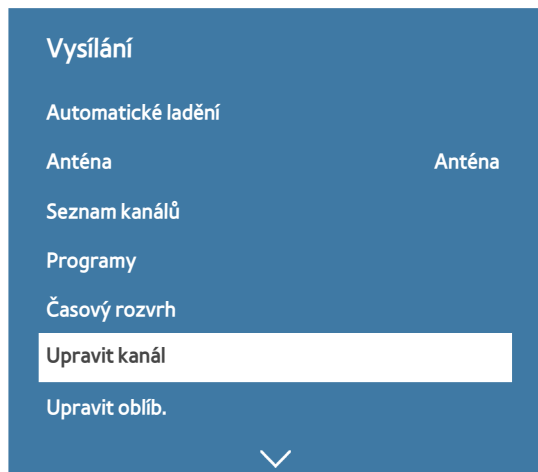 Vysílání
Automatické ladění
Anténa Anténa
Seznam kanálů
Programy
Časový rozvrh
Upravit kanál
Upravit oblíb.